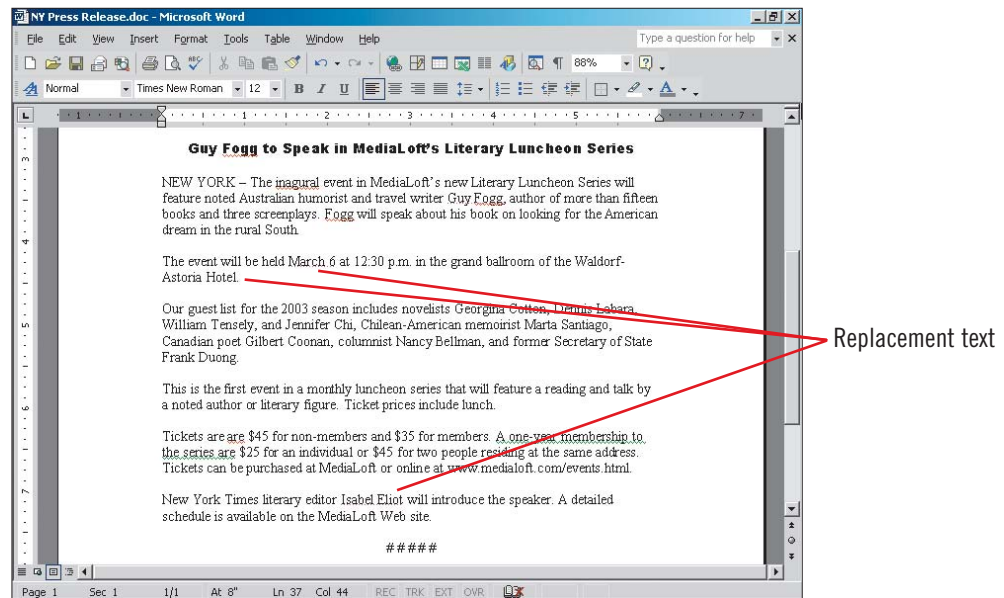 NY Press Release.doc - Microsoft Word
File Edit View Insert Format Tools Table Window Help Type a question for help
88%
Normal Times New Roman 12 B I U
1 1 2 3 4 5 7
Guy Fogg to Speak in MediaLoft's Literary Luncheon Series
NEW YORK – The inagural event in MediaLoft's new Literary Luncheon Series will
feature noted Australian humorist and travel writer Guy Fogg, author of more than fifteen
books and three screenplays. Fogg will speak about his book on looking for the American
dream in the rural South.
The event will be held March 6 at 12:30 p.m. in the grand ballroom of the Waldorf-
Astoria Hotel.
Our guest list for the 2003 season includes novelists Georgina Cotton, Dennis Labara,
William Tensely, and Jennifer Chi, Chilean-American memoirist Marta Santiago,
Canadian poet Gilbert Coonan, columnist Nancy Bellman, and former Secretary of State
Frank Duong.
Replacement text
This is the first event in a monthly luncheon series that will feature a reading and talk by
a noted author or literary figure. Ticket prices include lunch.
Tickets are are $45 for non-members and $35 for members. A one-year membership to
the series are $25 for an individual or $45 for two people residing at the same address.
Tickets can be purchased at MediaLoft or online at www.medialoft.com/events.html.
New York Times literary editor Isabel Eliot will introduce the speaker. A detailed
schedule is available on the MediaLoft Web site.
#####
Page 1 Sec 1 1/1 At 8" Ln 37 Col 44 REC TRK EXT OVR